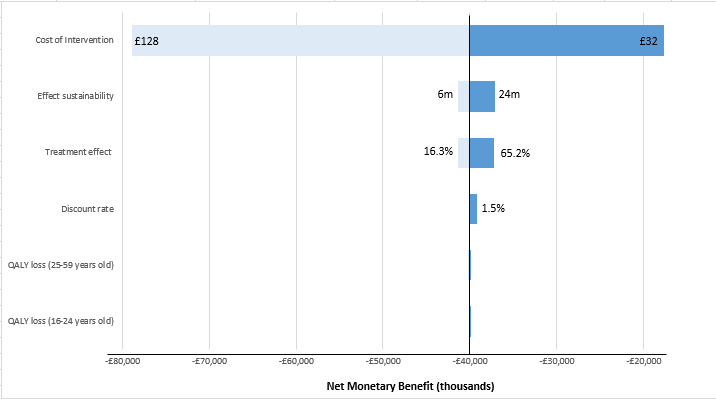 Cost of Intervention
£128
£32
Effect sustainability
6m
24m
Treatment effect
16.3%
65.2%
Discount rate
1.5%
QALY loss (25-59 years old)
QALY loss (16-24 years old)
-£80,000 -£70,000 -£60,000 -£50,000 -£40,000 -£30,000 -£20,000
Net Monetary Benefit (thousands)